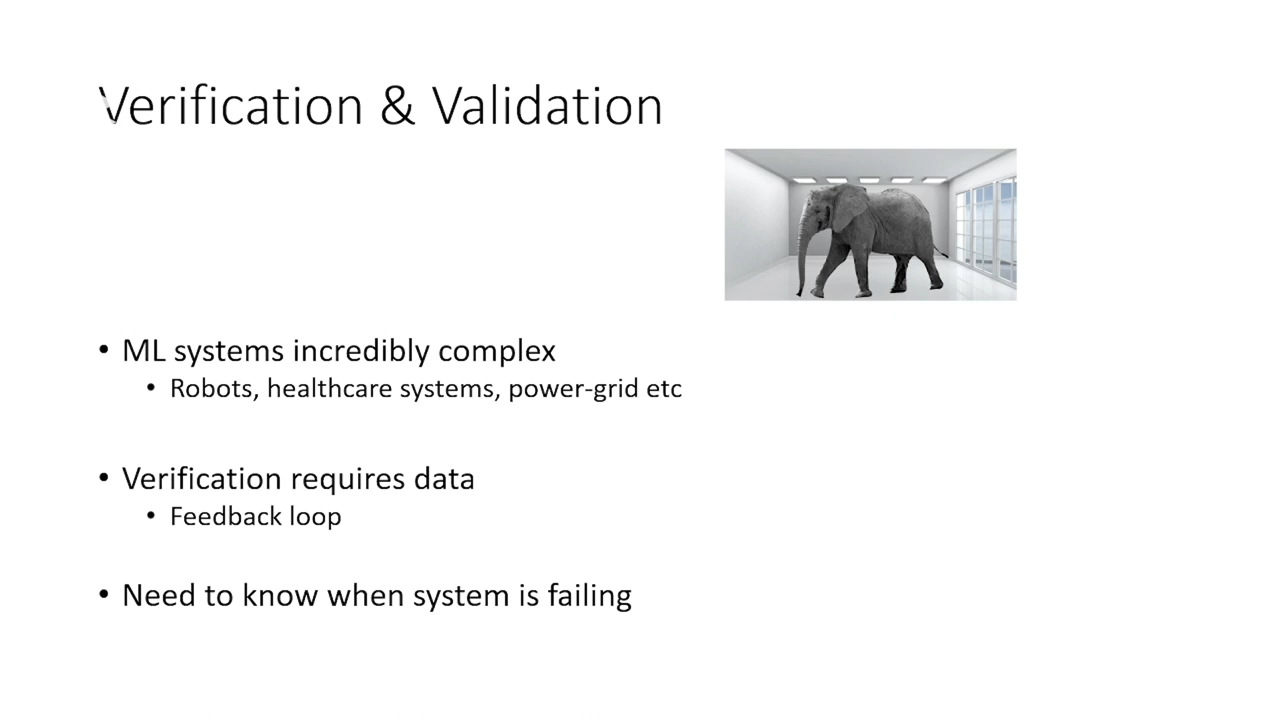 Verification & Validation
• ML systems incredibly complex
• Robots, healthcare systems, power-grid etc
• Verification requires data
• Feedback loop
• Need to know when system is failing